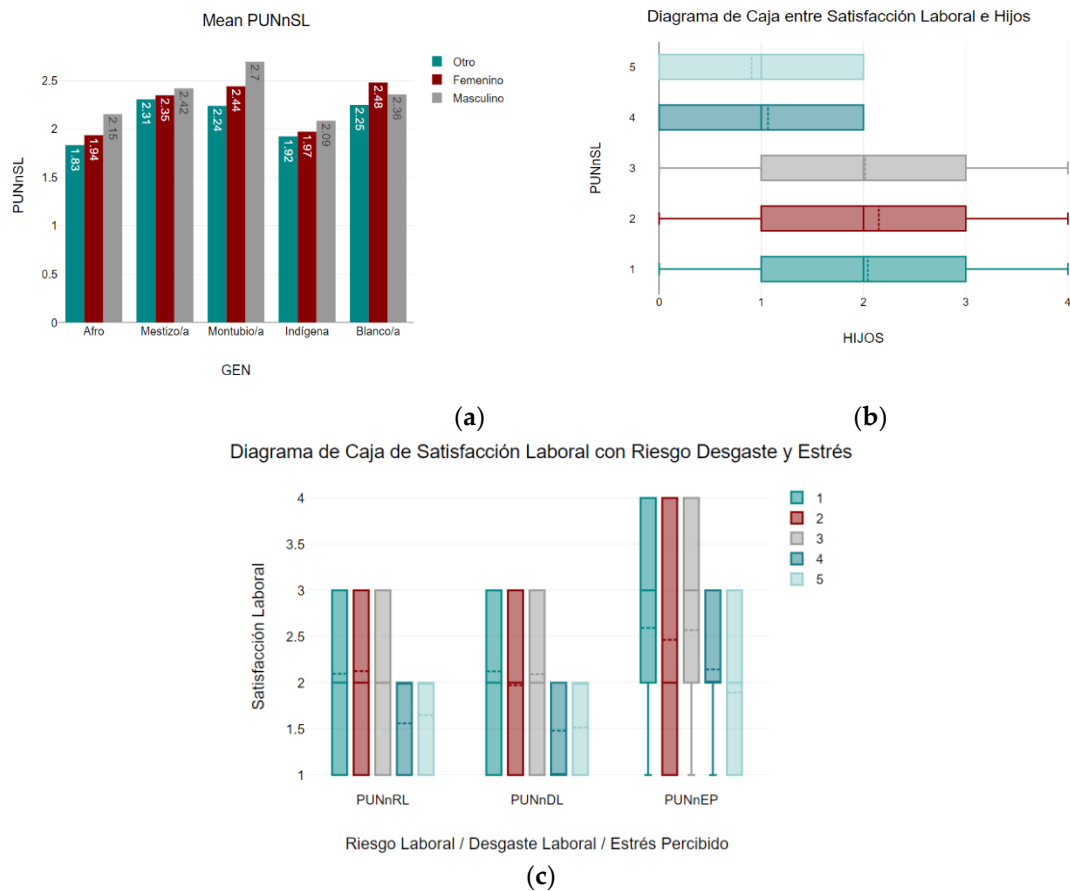 Mean PUNnSL
Otro
Femenino
Masculino
PUNnSL
2.5
2
1.5
1
0.5
0
1.83
1.94
2.15
2.31
2.35
2.42
2.24
2.44
2.7
1.92
1.97
2.09
2.25
2.48
2.36
Afro
Mestizo/a
Montubio/a
Indígena
Blanco/a
GEN
(a)
Diagrama de Caja entre Satisfacción Laboral e Hijos
PUNnSL
5
4
3
2
1
0
1
2
3
4
HIJOS
(b)
Diagrama de Caja de Satisfacción Laboral con Riesgo Desgaste y Estrés
Satisfacción Laboral
4
3.5
3
2.5
2
1.5
1
1
2
3
4
5
PUNnRL
PUNnDL
PUNnEP
Riesgo Laboral / Desgaste Laboral / Estrés Percibido
(c)